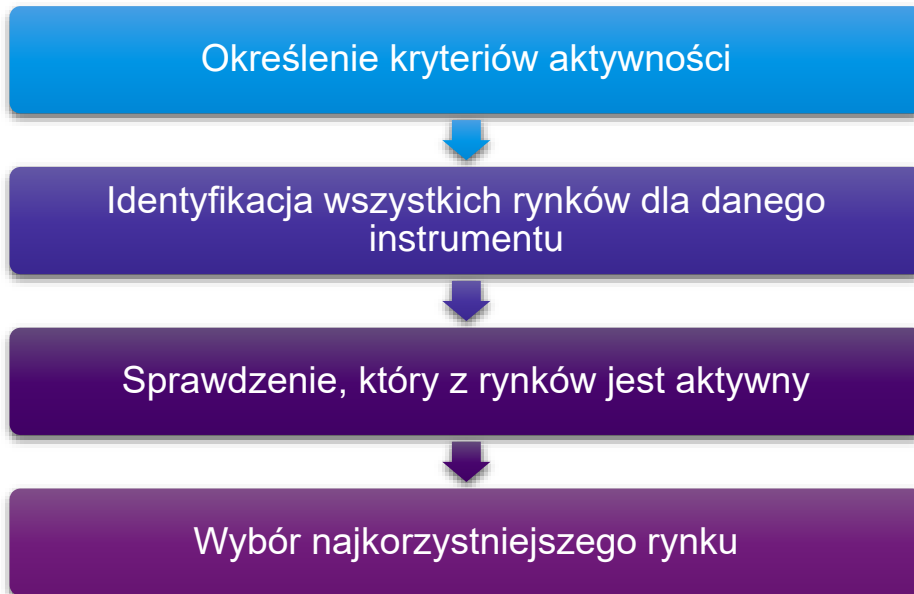 Określenie kryteriów aktywności
Identyfikacja wszystkich rynków dla danego
instrumentu
Sprawdzenie, który z rynków jest aktywny
Wybór najkorzystniejszego rynku